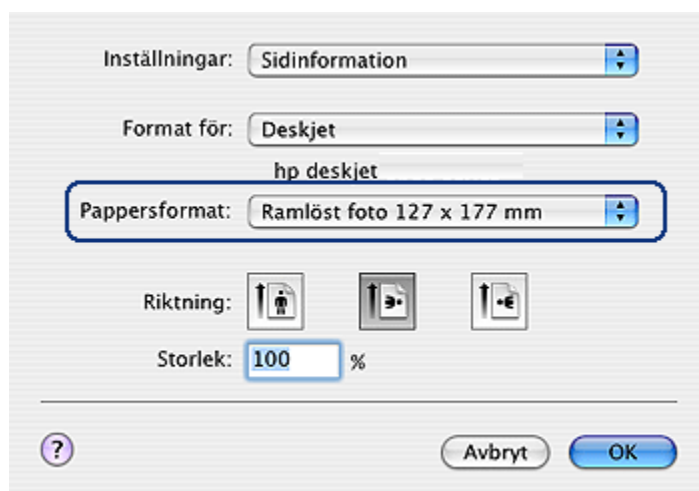 Inställningar: Sidinformation
Format för: Deskjet
hp deskjet
Pappersformat: Ramlöst foto 127 x 177 mm
Riktning:
Storlek: 100 %
? Avbryt OK